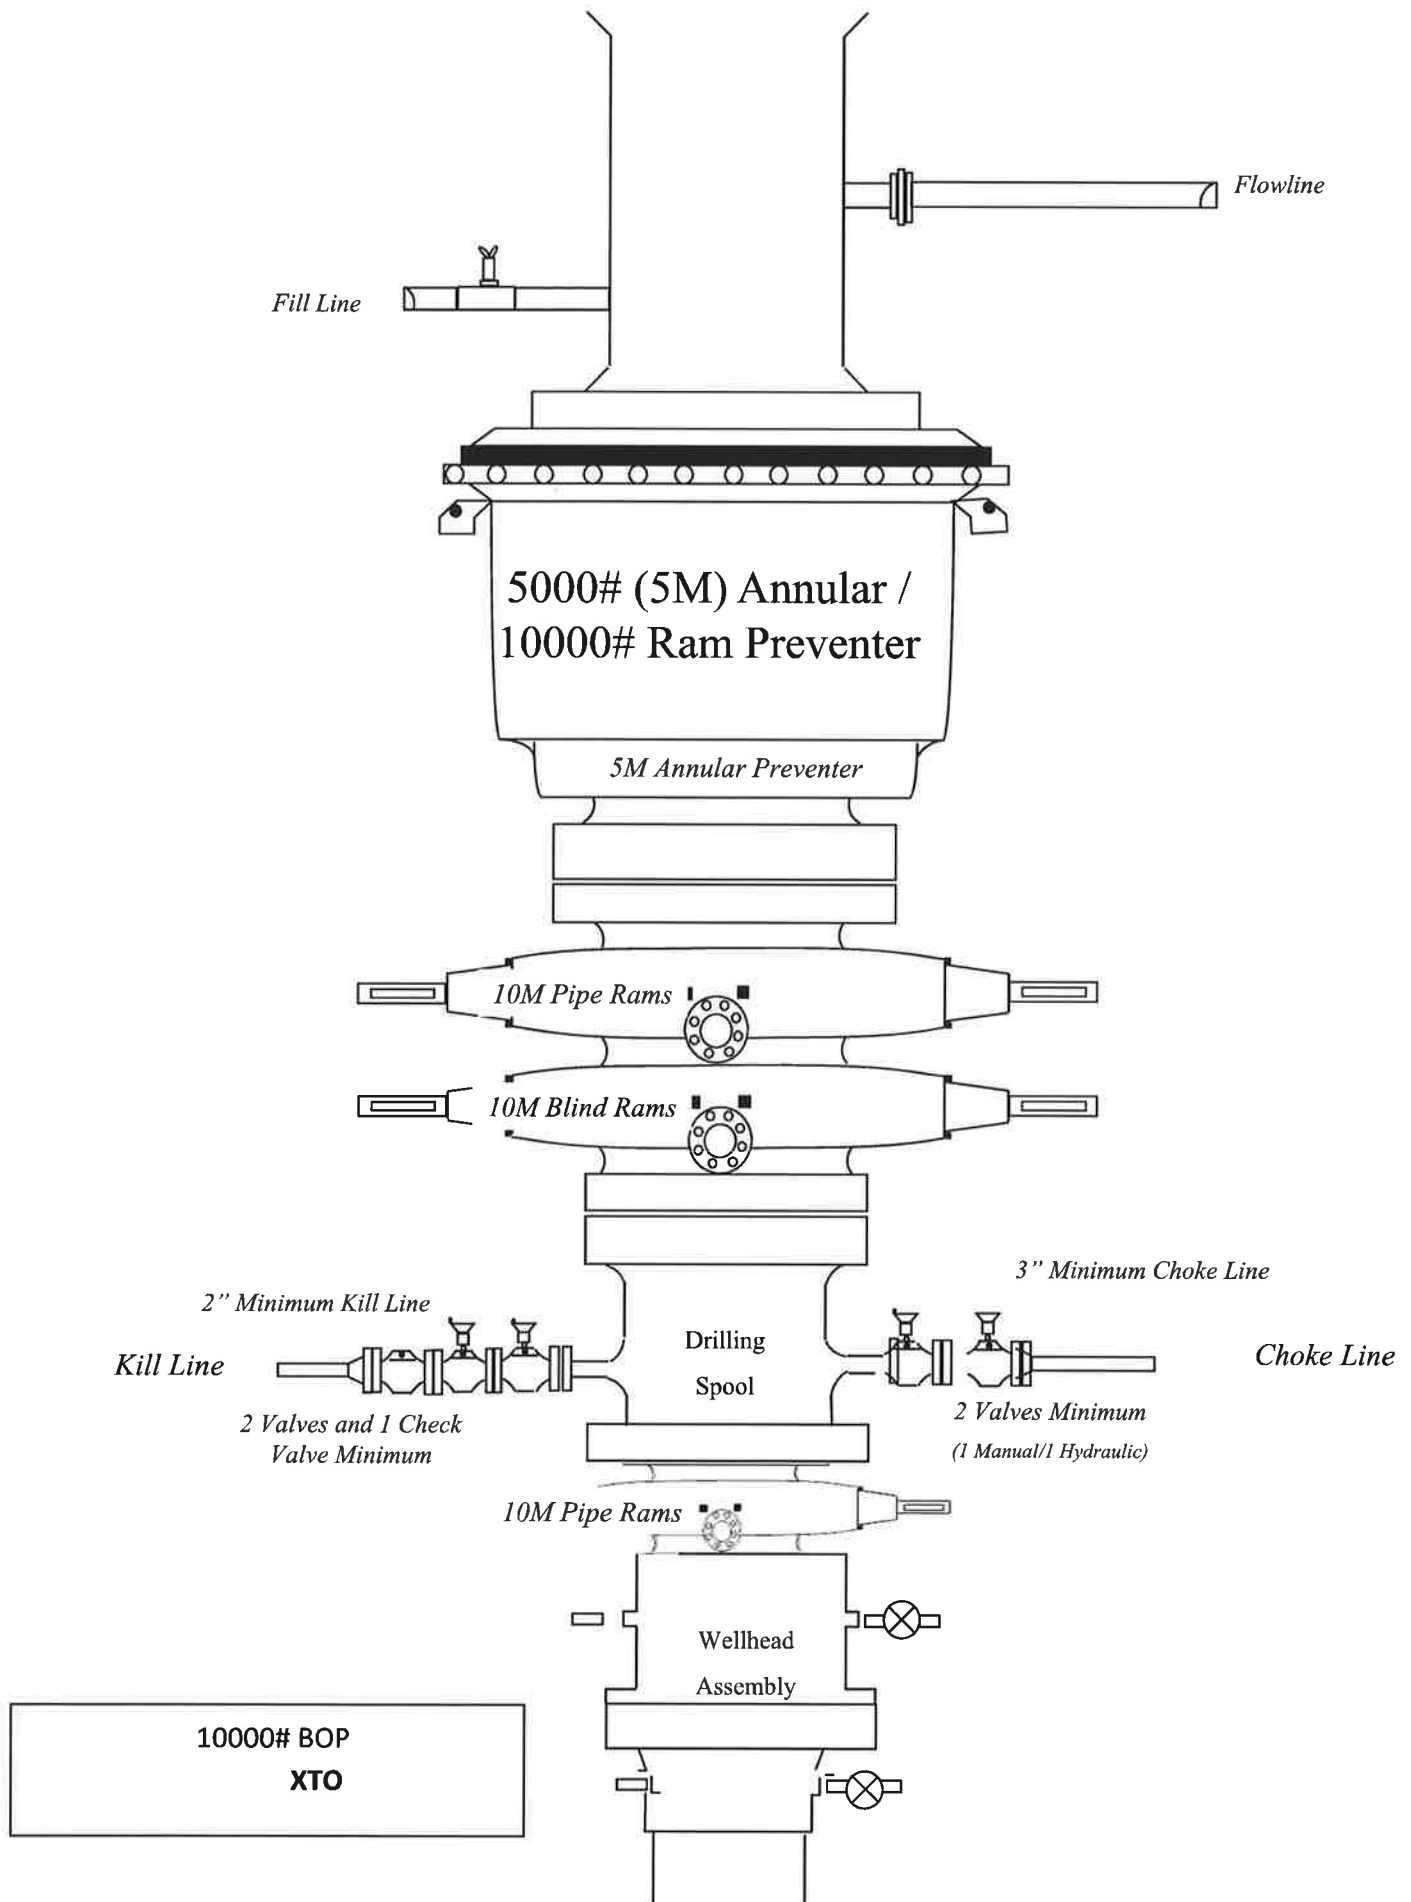 Flowline
Fill Line
5000# (5M) Annular /
10000# Ram Preventer
5M Annular Preventer
10M Pipe Rams
10M Blind Rams
3” Minimum Choke Line
2” Minimum Kill Line
Drilling
Spool
Kill Line
Choke Line
2 Valves and 1 Check
Valve Minimum
2 Valves Minimum
(1 Manual/1 Hydraulic)
10M Pipe Rams
Wellhead
Assembly
10000# BOP
XTO